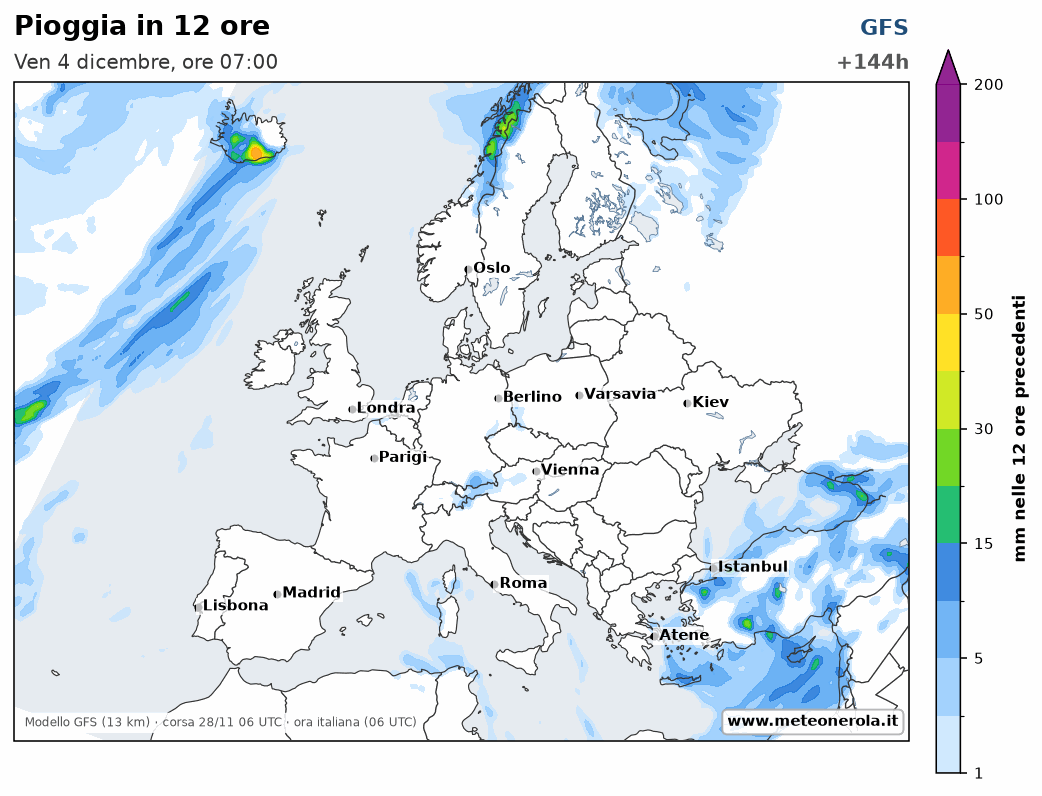 Pioggia in 12 ore
GFS
Ven 4 dicembre, ore 07:00
+144h
200
100
50
30
15
5
1
mm nelle 12 ore precedenti
Oslo
Berlino
Varsavia
Kiev
Londra
Parigi
Vienna
Istanbul
Roma
Madrid
Lisbona
Atene
Modello GFS (13 km) · corsa 28/11 06 UTC · ora italiana (06 UTC)
www.meteonerola.it